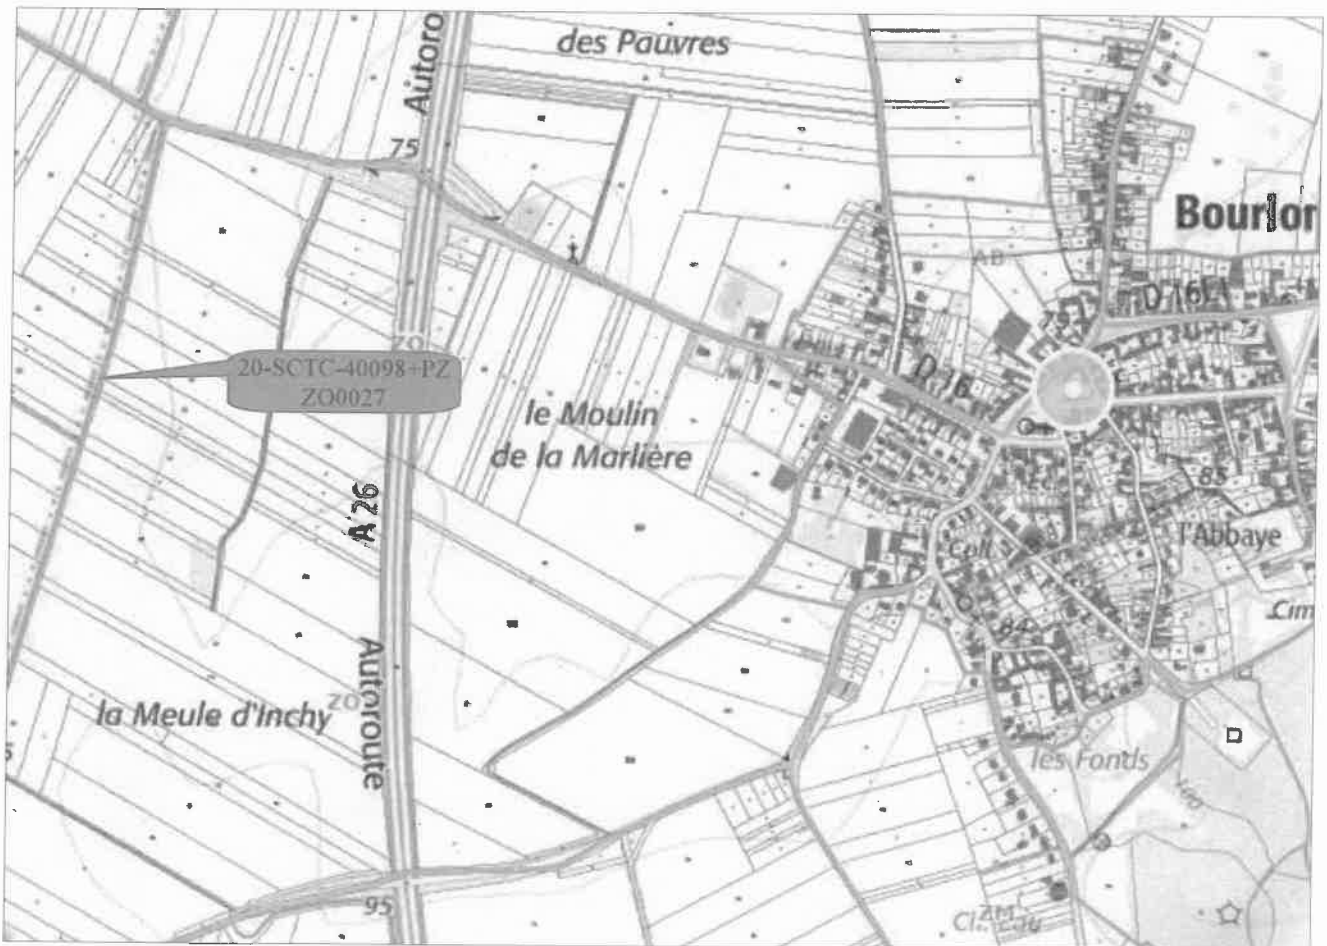 des Pauvres
Autoro
75
Bourlon
AB
D 16E1
20-SCTC-40098+PZ
ZO0027
D 16
le Moulin
de la Marlière
85
A 26
Coll.
l'Abbaye
84
Cim
la Meule d'Inchy
ZO
Autoroute
les Fonds
100
95
ZM